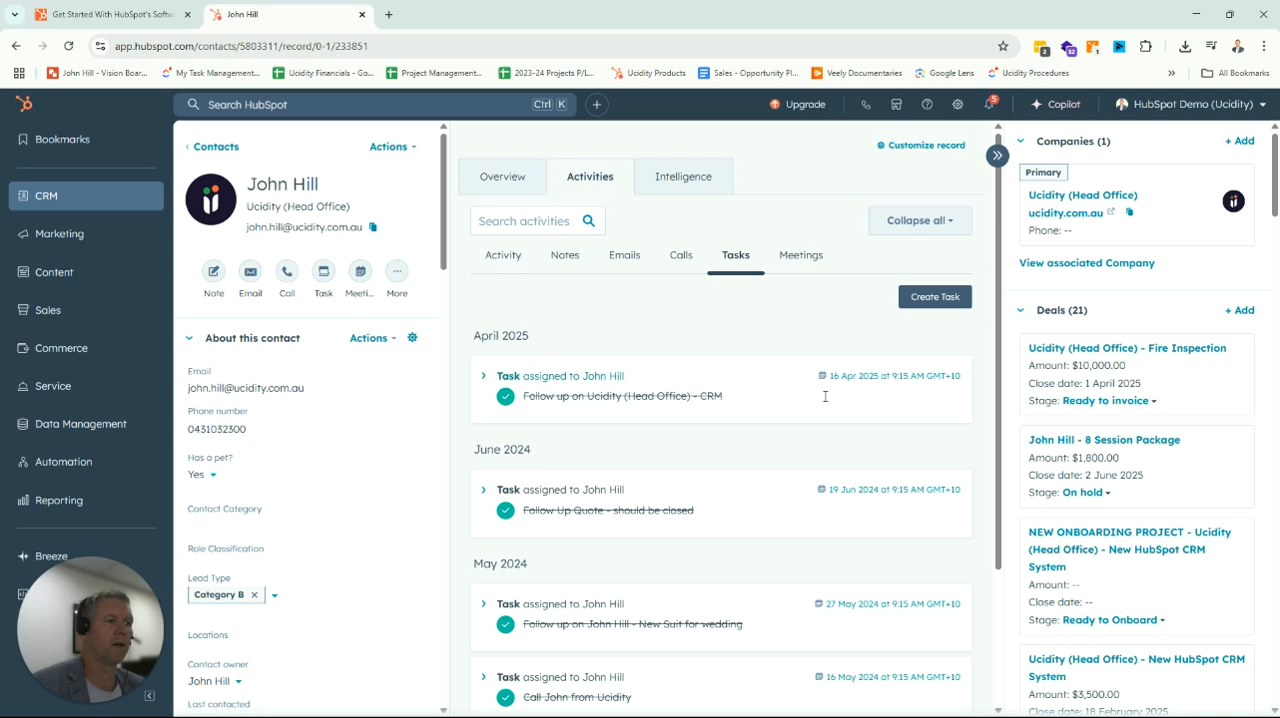 Get Started With HubSpot's Softw
John Hill
app.hubspot.com/contacts/5803311/record/0-1/233851
John Hill - Vision Boar...
My Task Management...
Ucidity Financials - Go...
Project Management...
2023-24 Projects P/L...
Ucidity Products
Sales - Opportunity Pl...
Veely Documentaries
Google Lens
Ucidity Procedures
All Bookmarks
Search HubSpot
Ctrl K
Upgrade
5
Copilot
HubSpot Demo (Ucidity)
Bookmarks
CRM
Marketing
Content
Sales
Commerce
Service
Data Management
Automation
Reporting
Breeze
Contacts
Actions
John Hill
Ucidity (Head Office)
john.hill@ucidity.com.au
Note
Email
Call
Task
Meeti...
More
About this contact
Actions
Email
john.hill@ucidity.com.au
Phone number
0431032300
Has a pet?
Yes
Contact Category
Role Classification
Lead Type
Category B
Locations
Contact owner
John Hill
Last contacted
Customize record
Overview
Activities
Intelligence
Search activities
Collapse all
Activity
Notes
Emails
Calls
Tasks
Meetings
Create Task
April 2025
Task assigned to John Hill
16 Apr 2025 at 9:15 AM GMT+10
Follow up on Ucidity (Head Office) - CRM
June 2024
Task assigned to John Hill
19 Jun 2024 at 9:15 AM GMT+10
Follow Up Quote - should be closed
May 2024
Task assigned to John Hill
27 May 2024 at 9:15 AM GMT+10
Follow up on John Hill - New Suit for wedding
Task assigned to John Hill
16 May 2024 at 9:15 AM GMT+10
Call John from Ucidity
Companies (1)
+ Add
Primary
Ucidity (Head Office)
ucidity.com.au
Phone: --
View associated Company
Deals (21)
+ Add
Ucidity (Head Office) - Fire Inspection
Amount: $10,000.00
Close date: 1 April 2025
Stage: Ready to invoice
John Hill - 8 Session Package
Amount: $1,800.00
Close date: 2 June 2025
Stage: On hold
NEW ONBOARDING PROJECT - Ucidity
(Head Office) - New HubSpot CRM
System
Amount: --
Close date: --
Stage: Ready to Onboard
Ucidity (Head Office) - New HubSpot CRM
System
Amount: $3,500.00
Close date: 18 February 2025